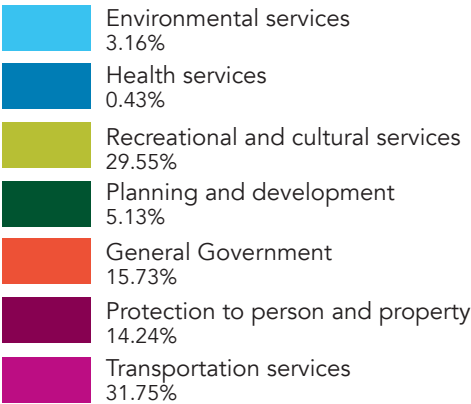 Environmental services
3.16%
Health services
0.43%
Recreational and cultural services
29.55%
Planning and development
5.13%
General Government
15.73%
Protection to person and property
14.24%
Transportation services
31.75%